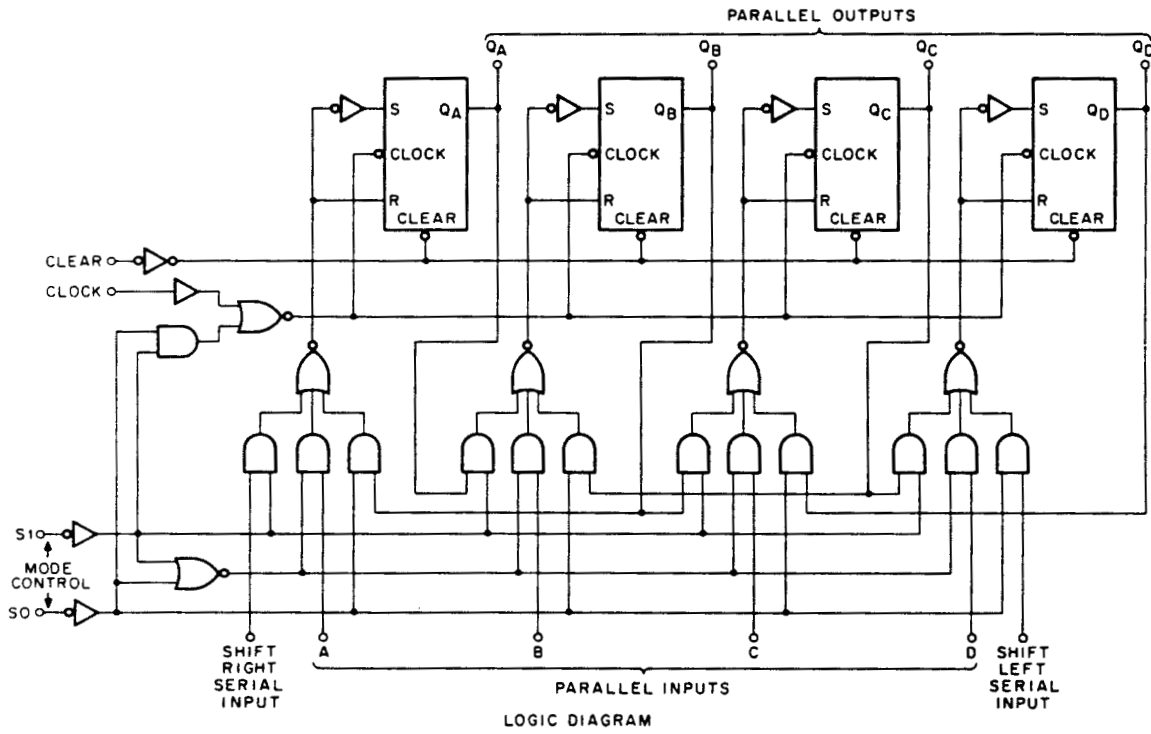 PARALLEL OUTPUTS
QA QB QC QD
S QA S QB S QC S QD
CLOCK CLOCK CLOCK CLOCK
R R R R
CLEAR CLEAR CLEAR CLEAR
CLEAR
CLOCK
S1
MODE
CONTROL
S0
SHIFT
RIGHT
SERIAL
INPUT
A B C D
SHIFT
LEFT
SERIAL
INPUT
PARALLEL INPUTS
LOGIC DIAGRAM